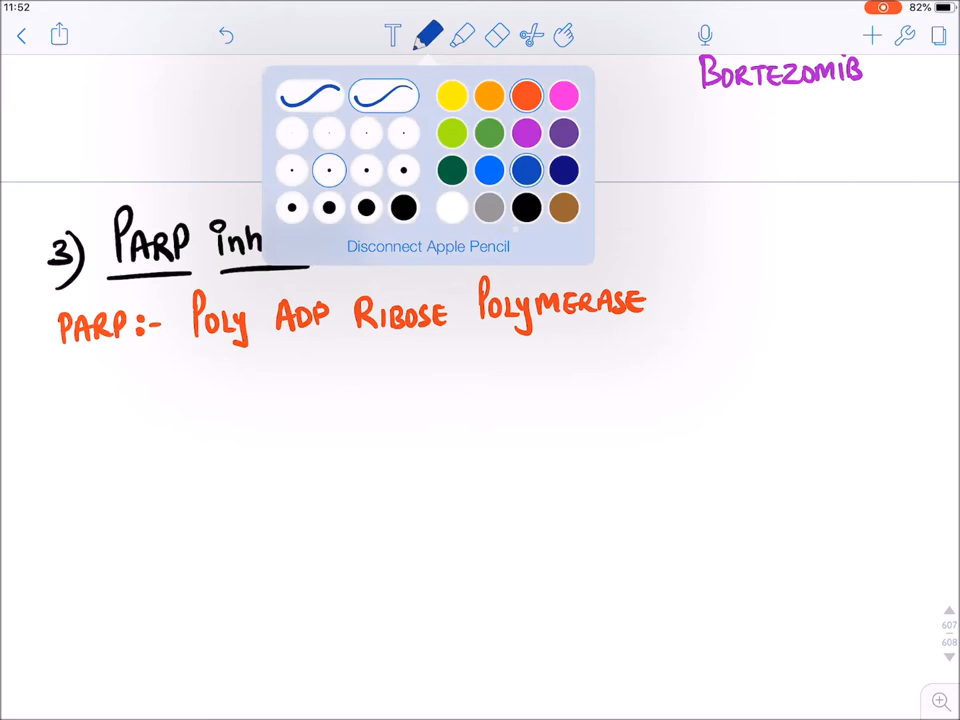 11:52
82%
T
BORTEZOMIB
Disconnect Apple Pencil
3) PARP inh
PARP:- POLY ADP RIBOSE POLYMERASE
607
608